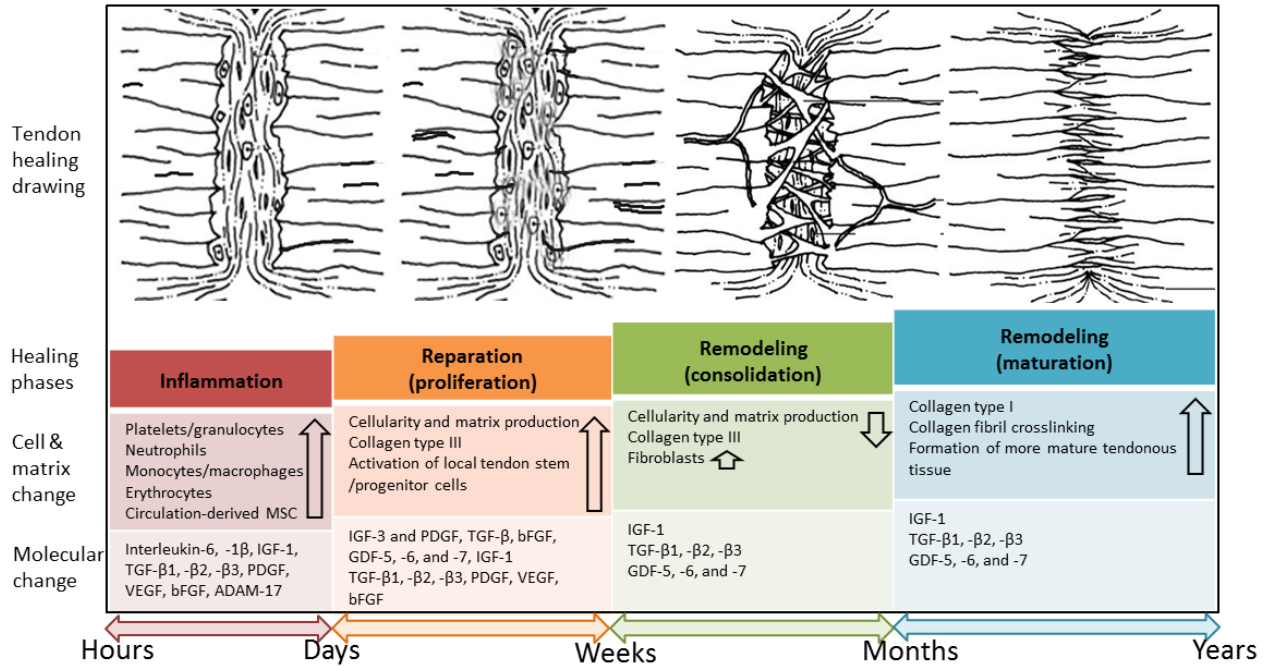 Tendon
healing
drawing
Healing
phases
Inflammation
Reparation
(proliferation)
Remodeling
(consolidation)
Remodeling
(maturation)
Cell &
matrix
change
Platelets/granulocytes
Neutrophils
Monocytes/macrophages
Erythrocytes
Circulation-derived MSC
Cellularity and matrix production
Collagen type III
Activation of local tendon stem
/progenitor cells
Cellularity and matrix production
Collagen type III
Fibroblasts
Collagen type I
Collagen fibril crosslinking
Formation of more mature tendonous
tissue
Molecular
change
Interleukin-6, -1β, IGF-1,
TGF-β1, -β2, -β3, PDGF,
VEGF, bFGF, ADAM-17
IGF-3 and PDGF, TGF-β, bFGF,
GDF-5, -6, and -7, IGF-1
TGF-β1, -β2, -β3, PDGF, VEGF,
bFGF
IGF-1
TGF-β1, -β2, -β3
GDF-5, -6, and -7
IGF-1
TGF-β1, -β2, -β3
GDF-5, -6, and -7
Hours
Days
Weeks
Months
Years